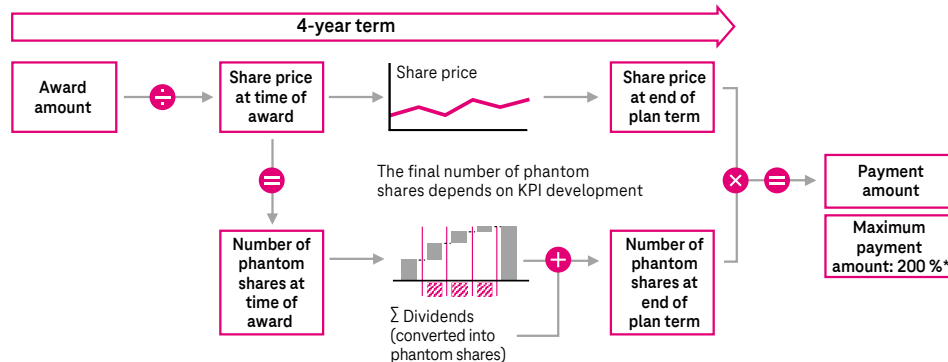 4-year term
Award
amount
÷
Share price
at time of
award
Share price
Share price
at end of
plan term
=
The final number of phantom
shares depends on KPI development
×
=
Payment
amount
Maximum
payment
amount: 200 %*
Number of
phantom
shares at
time of
award
+
Number of
phantom
shares at
end of
plan term
Σ Dividends
(converted into
phantom shares)